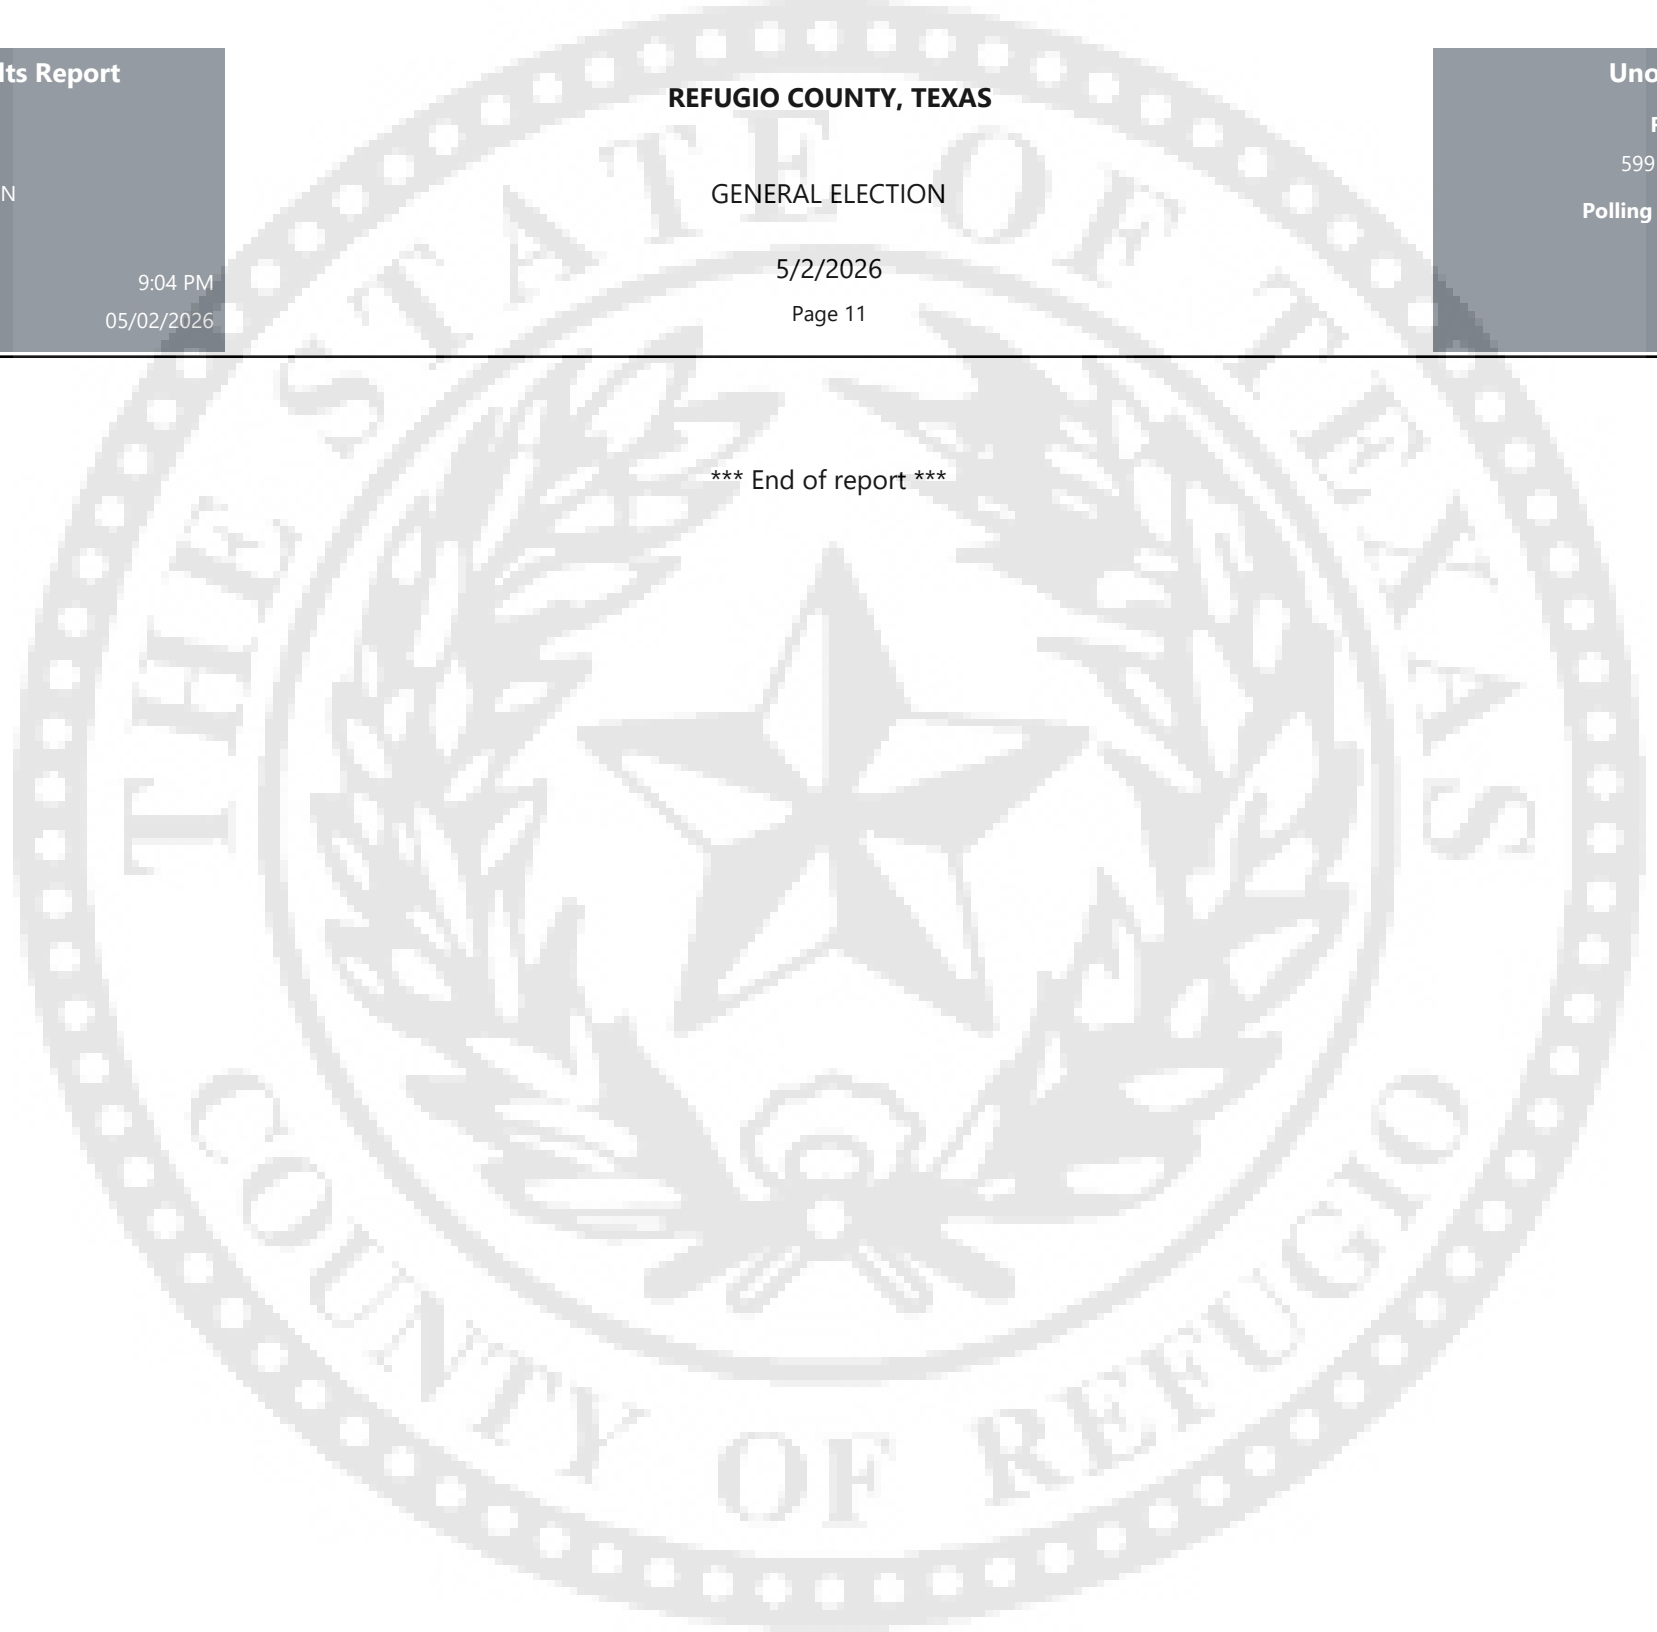 lts Report
N
9:04 PM
05/02/2026
REFUGIO COUNTY, TEXAS
GENERAL ELECTION
5/2/2026
Page 11
Uno
599
Polling
*** End of report ***
THE STATE OF TEXAS
COUNTY OF REFUGIO